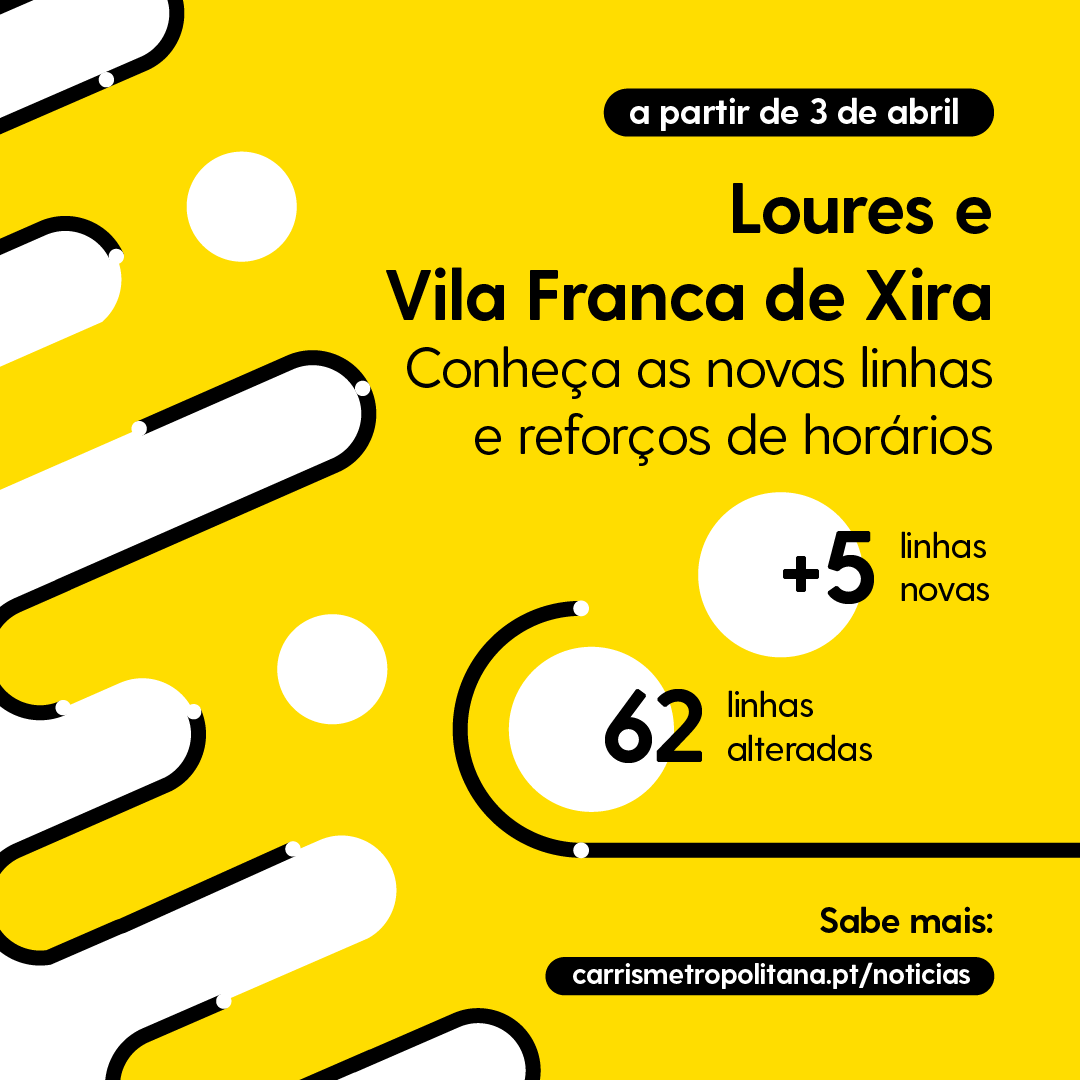 a partir de 3 de abril
Loures e
Vila Franca de Xira
Conheça as novas linhas
e reforços de horários
+5
linhas
novas
62
linhas
alteradas
Sabe mais:
carrismetropolitana.pt/noticias